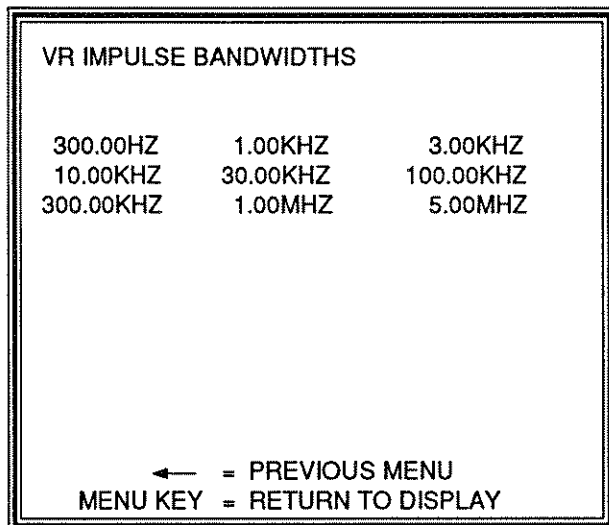 VR IMPULSE BANDWIDTHS
300.00HZ 1.00KHZ 3.00KHZ
10.00KHZ 30.00KHZ 100.00KHZ
300.00KHZ 1.00MHZ 5.00MHZ
← = PREVIOUS MENU
MENU KEY = RETURN TO DISPLAY